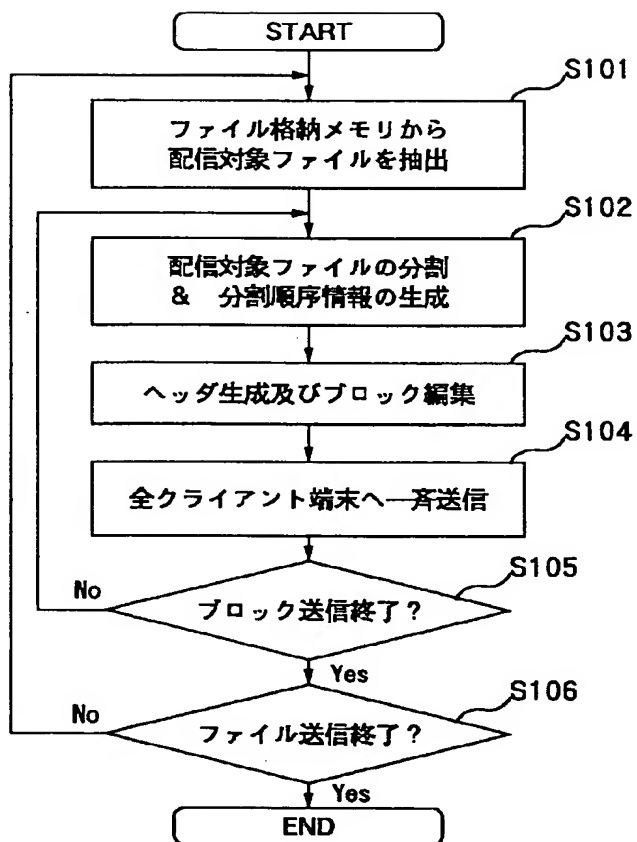 START
S101
ファイル格納メモリから
配信対象ファイルを抽出
S102
配信対象ファイルの分割
& 分割順序情報の生成
S103
ヘッダ生成及びブロック編集
S104
全クライアント端末へ一斉送信
S105
No
ブロック送信終了?
Yes
S106
No
ファイル送信終了?
Yes
END